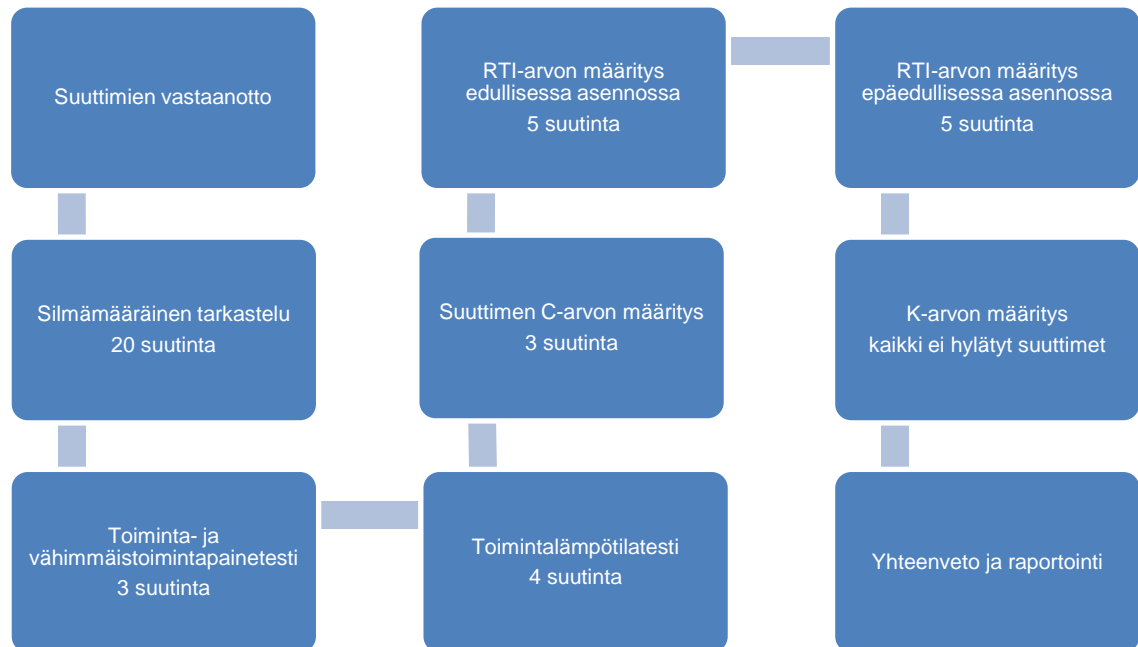 Suuttimien vastaanotto
Silmämääräinen tarkastelu
20 suutinta
Toiminta- ja
vähimmäistoimintapainetesti
3 suutinta
Toimintalämpötilatesti
4 suutinta
Suuttimen C-arvon määritys
3 suutinta
RTI-arvon määritys
edullisessa asennossa
5 suutinta
RTI-arvon määritys
epäedullisessa asennossa
5 suutinta
K-arvon määritys
kaikki ei hylätyt suuttimet
Yhteenveto ja raportointi